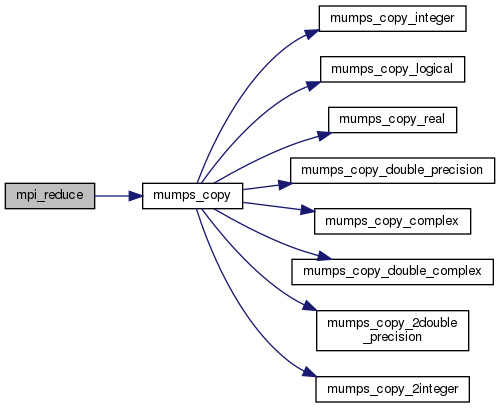 mumps_copy_integer
mumps_copy_logical
mumps_copy_real
mumps_copy_double_precision
mpi_reduce
mumps_copy
mumps_copy_complex
mumps_copy_double_complex
mumps_copy_2double
_precision
mumps_copy_2integer